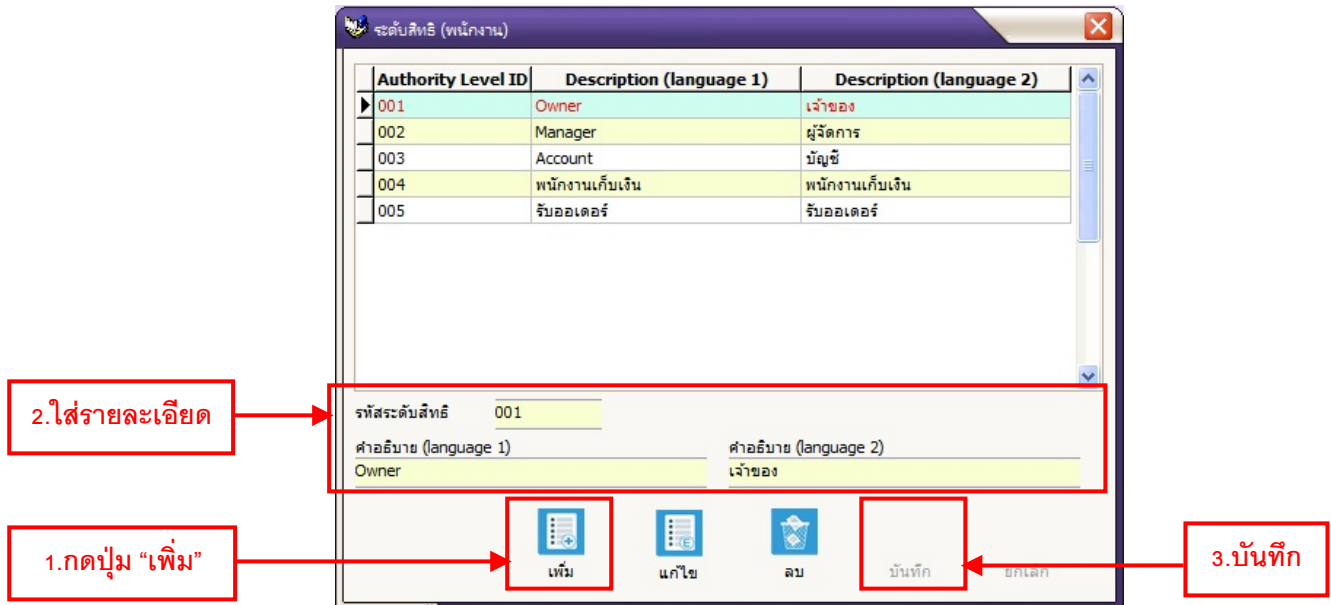 ระดับสิทธิ (พนักงาน)
Authority Level ID Description (language 1) Description (language 2)
001 Owner เจ้าของ
002 Manager ผู้จัดการ
003 Account บัญชี
004 พนักงานเก็บเงิน พนักงานเก็บเงิน
005 รับออเดอร์ รับออเดอร์
2.ใส่รายละเอียด
รหัสระดับสิทธิ 001
คำอธิบาย (language 1) คำอธิบาย (language 2)
Owner เจ้าของ
1.กดปุ่ม “เพิ่ม”
เพิ่ม แก้ไข ลบ บันทึก ยกเลิก
3.บันทึก